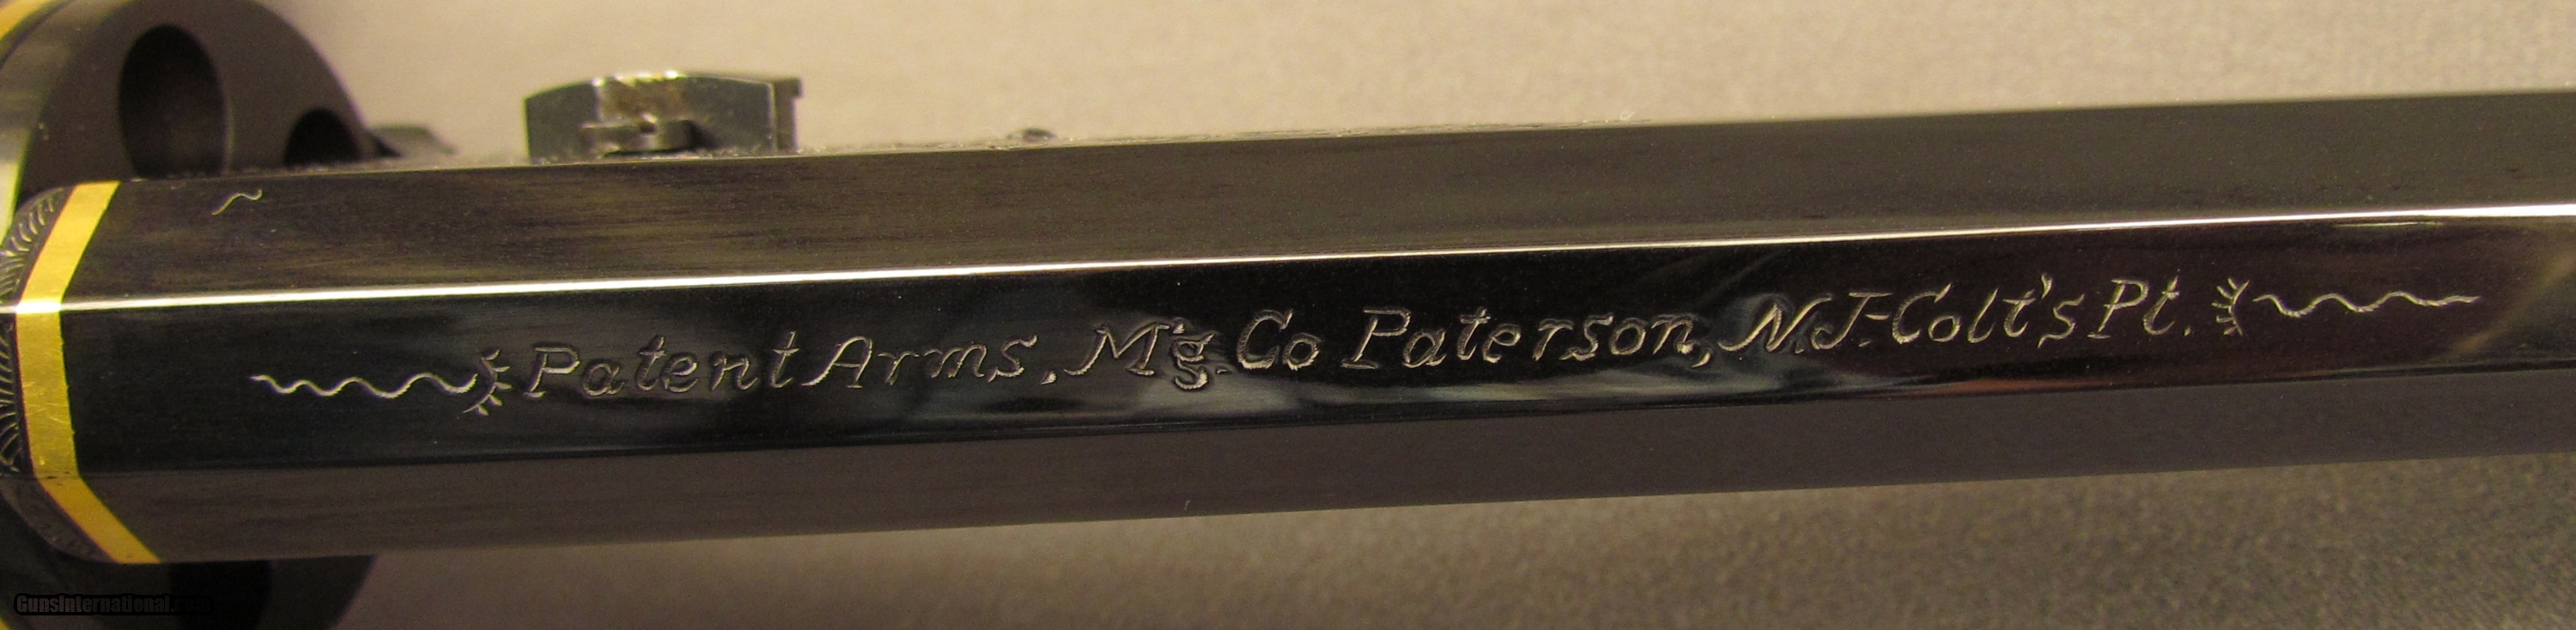 Patent Arms, M'g. Co Paterson, N.J.-Colt's Pt.
GunsInternational.com